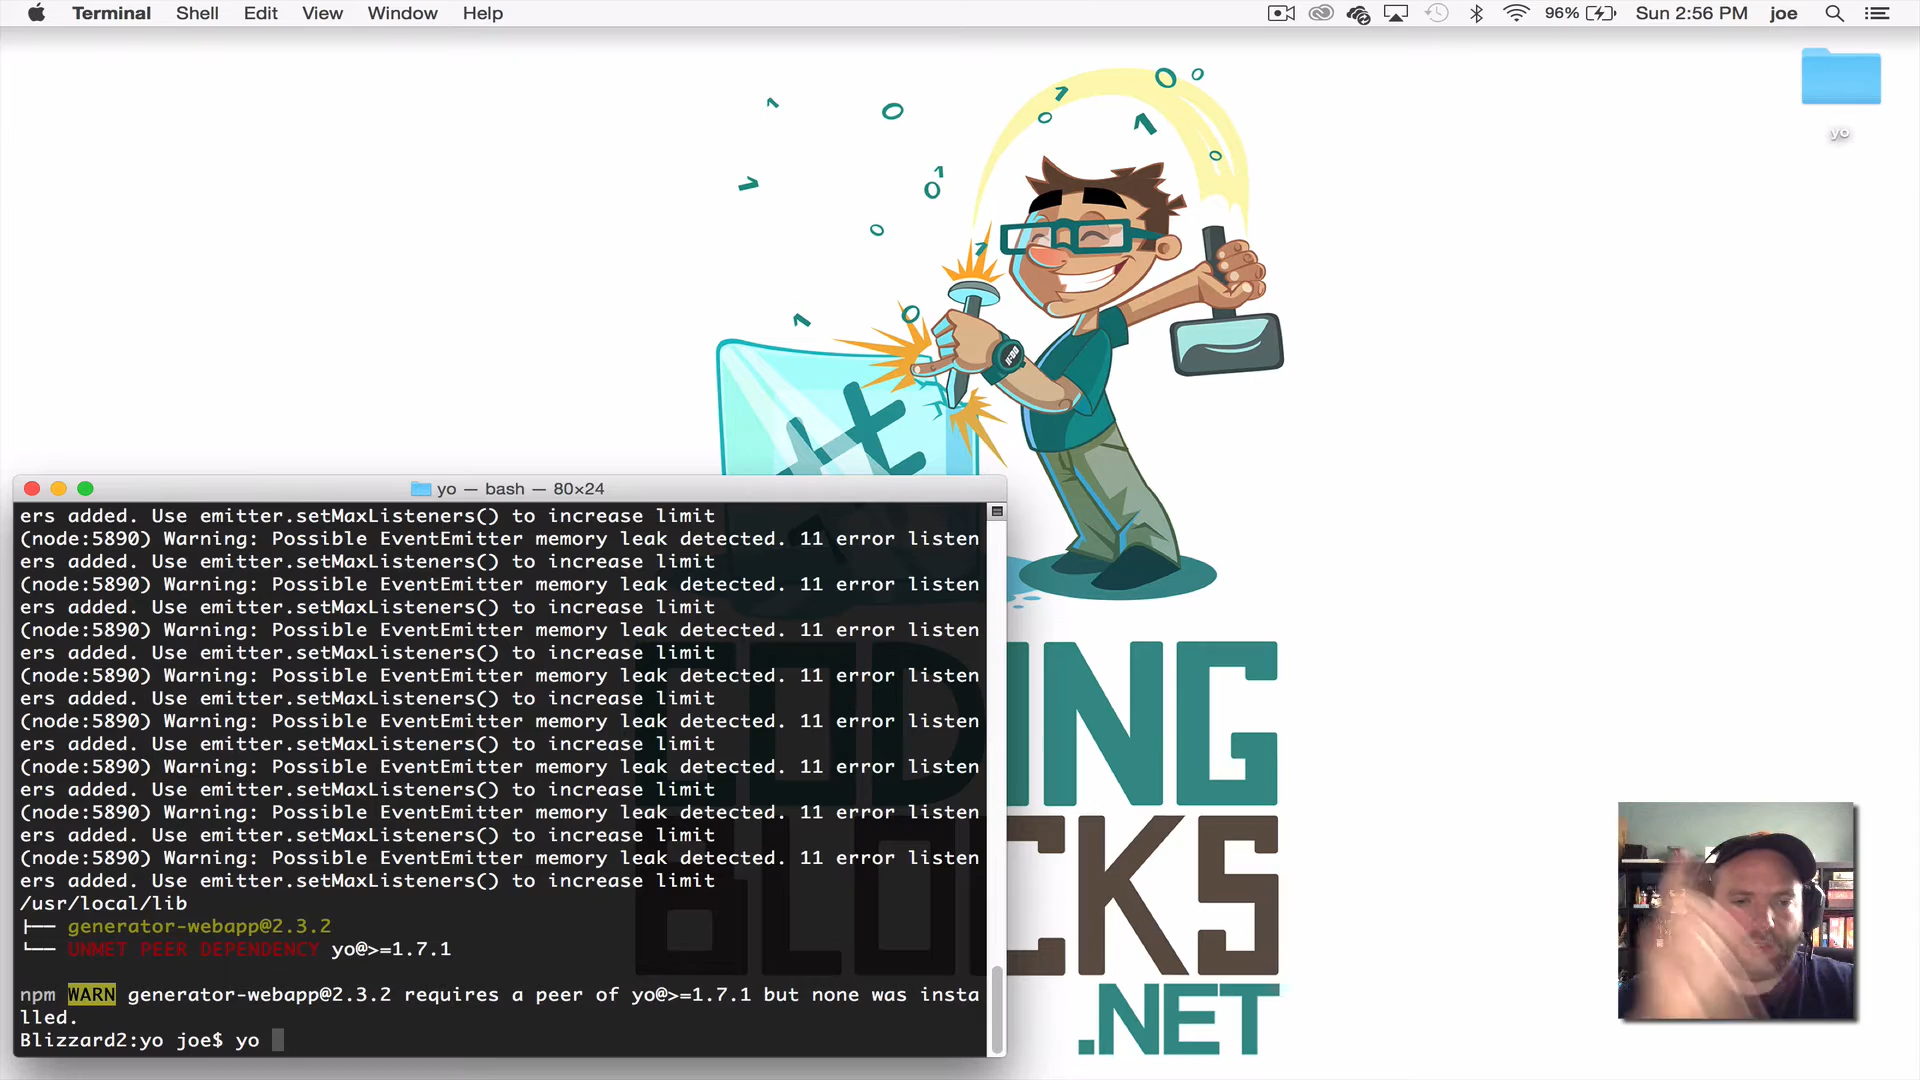 Terminal Shell Edit View Window Help 96% Sun 2:56 PM joe
yo
yo — bash — 80×24
ers added. Use emitter.setMaxListeners() to increase limit
(node:5890) Warning: Possible EventEmitter memory leak detected. 11 error listen
ers added. Use emitter.setMaxListeners() to increase limit
(node:5890) Warning: Possible EventEmitter memory leak detected. 11 error listen
ers added. Use emitter.setMaxListeners() to increase limit
(node:5890) Warning: Possible EventEmitter memory leak detected. 11 error listen
ers added. Use emitter.setMaxListeners() to increase limit
(node:5890) Warning: Possible EventEmitter memory leak detected. 11 error listen
ers added. Use emitter.setMaxListeners() to increase limit
(node:5890) Warning: Possible EventEmitter memory leak detected. 11 error listen
ers added. Use emitter.setMaxListeners() to increase limit
(node:5890) Warning: Possible EventEmitter memory leak detected. 11 error listen
ers added. Use emitter.setMaxListeners() to increase limit
(node:5890) Warning: Possible EventEmitter memory leak detected. 11 error listen
ers added. Use emitter.setMaxListeners() to increase limit
(node:5890) Warning: Possible EventEmitter memory leak detected. 11 error listen
ers added. Use emitter.setMaxListeners() to increase limit
/usr/local/lib
├── generator-webapp@2.3.2
└── UNMET PEER DEPENDENCY yo@>=1.7.1
npm WARN generator-webapp@2.3.2 requires a peer of yo@>=1.7.1 but none was insta
lled.
Blizzard2:yo joe$ yo
CODING
BLOCKS
.NET